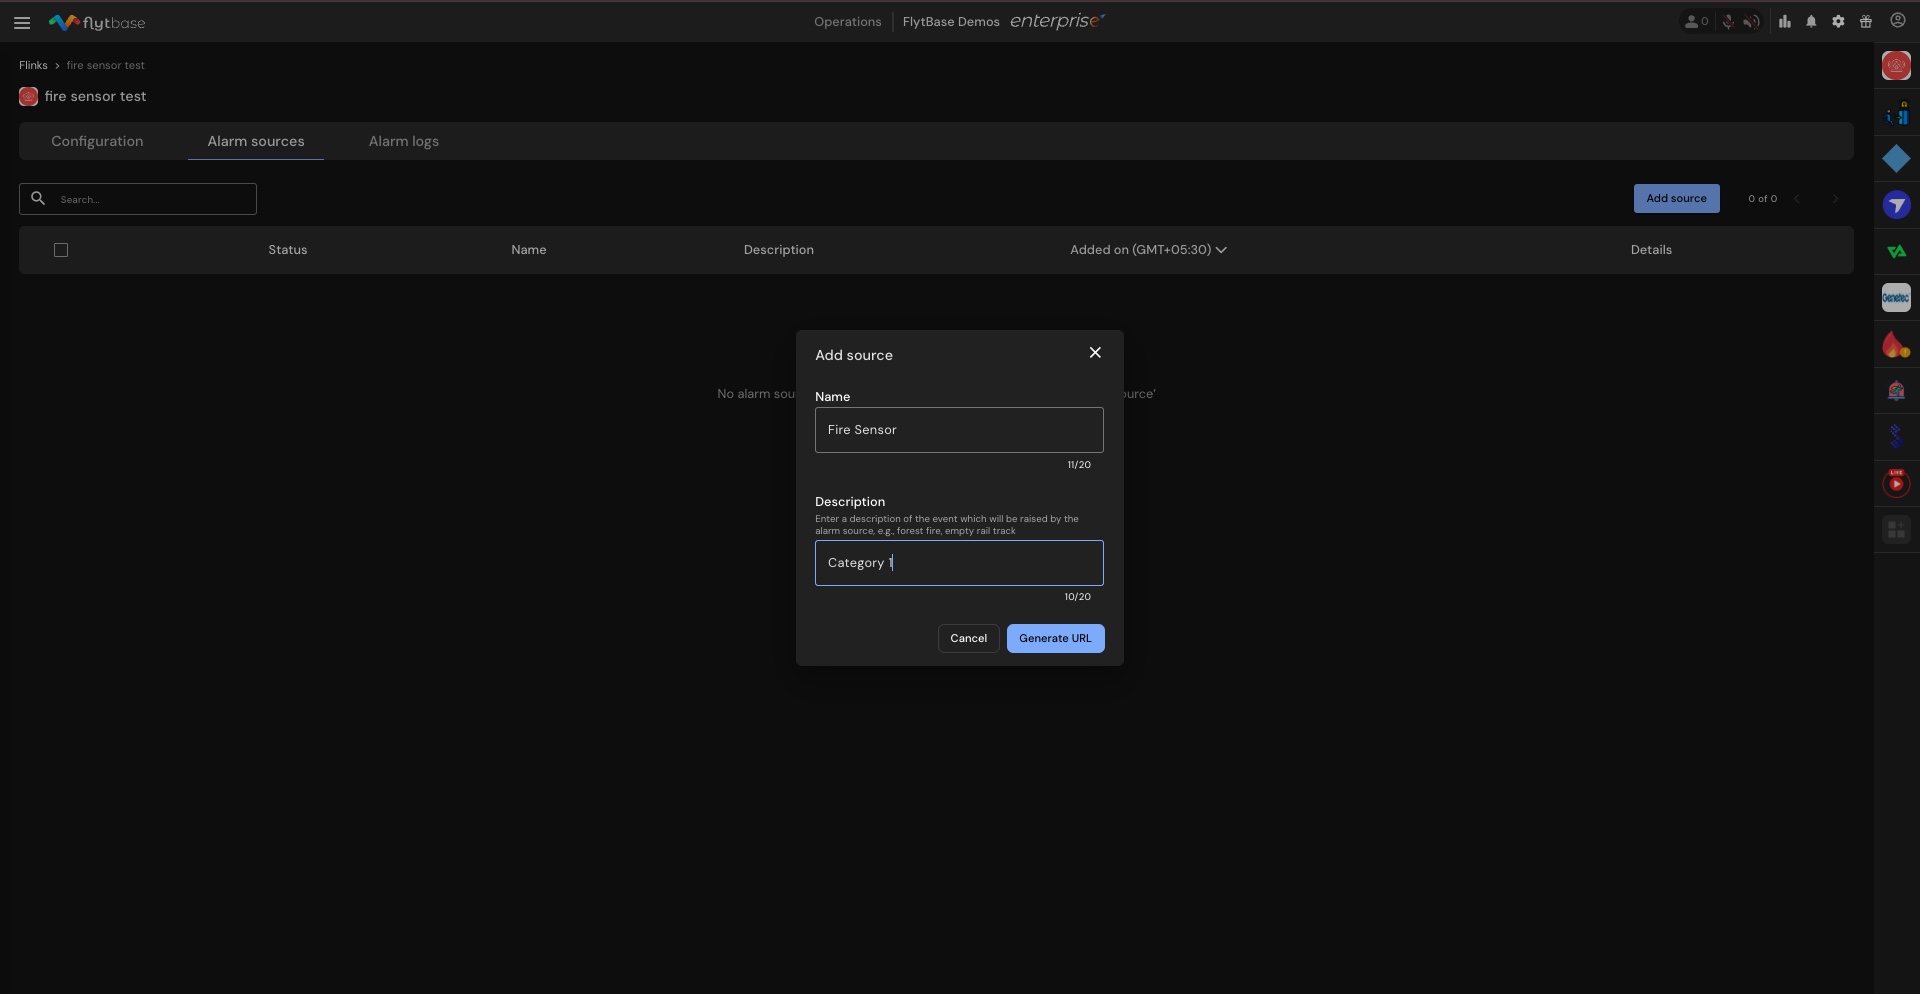 flytbase
Operations
FlytBase Demos enterprise
0
Flinks > fire sensor test
fire sensor test
Configuration
Alarm sources
Alarm logs
Search...
Add source
0 of 0
Status
Name
Description
Added on (GMT+05:30)
Details
No alarm sou
ource'
Add source
Name
Fire Sensor
11/20
Description
Enter a description of the event which will be raised by the
alarm source, e.g., forest fire, empty rail track
Category 1
10/20
Cancel
Generate URL
Genetec
LIVE